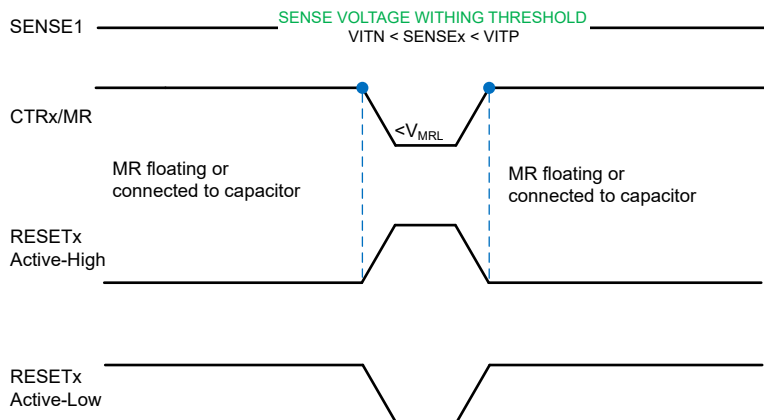 SENSE VOLTAGE WITHING THRESHOLD
SENSE1
VITN < SENSEx < VITP
CTRx/MR
<VMRL
MR floating or
connected to capacitor
MR floating or
connected to capacitor
RESETx
Active-High
RESETx
Active-Low